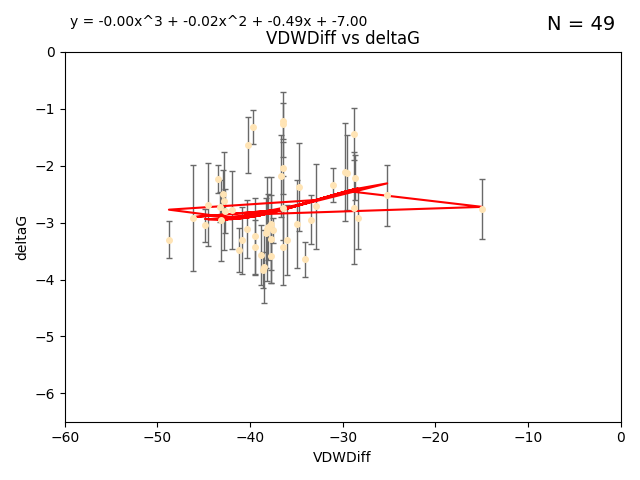 y = -0.00x^3 + -0.02x^2 + -0.49x + -7.00
N = 49
VDWDiff vs deltaG
0
−1
−2
−3
−4
−5
−6
deltaG
−60
−50
−40
−30
−20
−10
0
VDWDiff